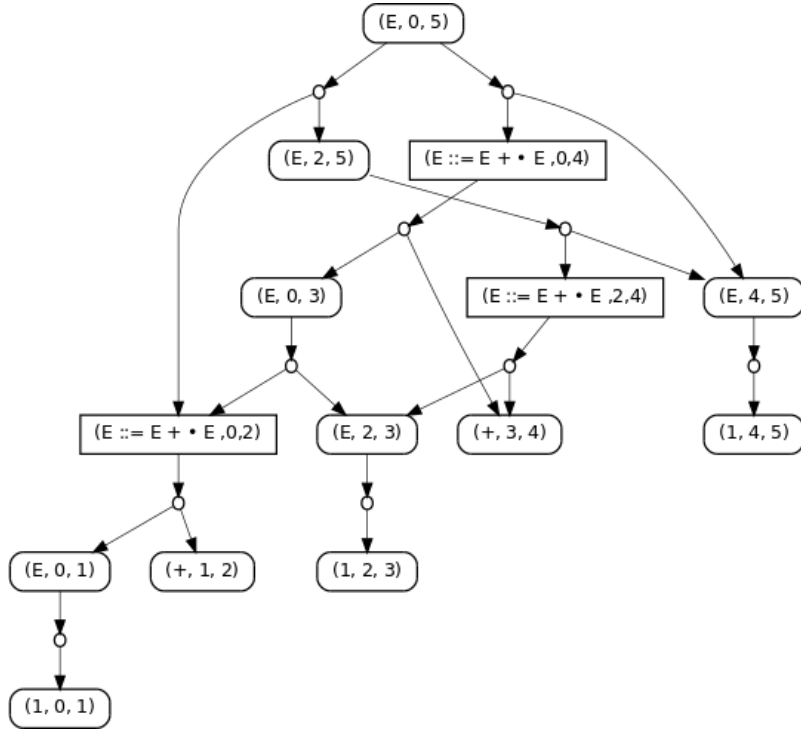 (E, 0, 5)
(E, 2, 5)
(E ::= E + • E ,0,4)
(E, 0, 3)
(E ::= E + • E ,2,4)
(E, 4, 5)
(E ::= E + • E ,0,2)
(E, 2, 3)
(+, 3, 4)
(1, 4, 5)
(E, 0, 1)
(+, 1, 2)
(1, 2, 3)
(1, 0, 1)